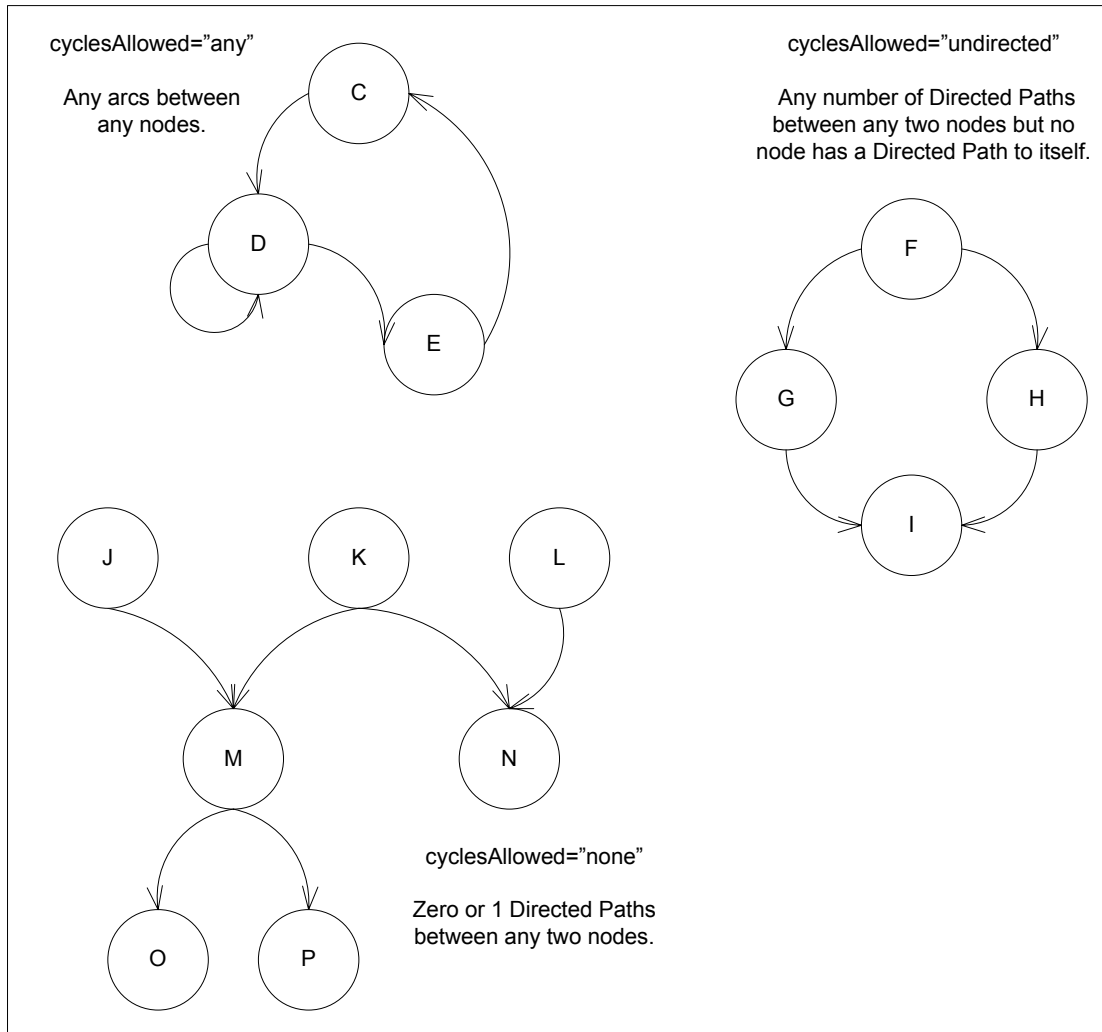 cyclesAllowed=”any”
Any arcs between
any nodes.
C
D
E
cyclesAllowed=”undirected”
Any number of Directed Paths
between any two nodes but no
node has a Directed Path to itself.
F
G
H
I
J
K
L
M
N
O
P
cyclesAllowed=”none”
Zero or 1 Directed Paths
between any two nodes.